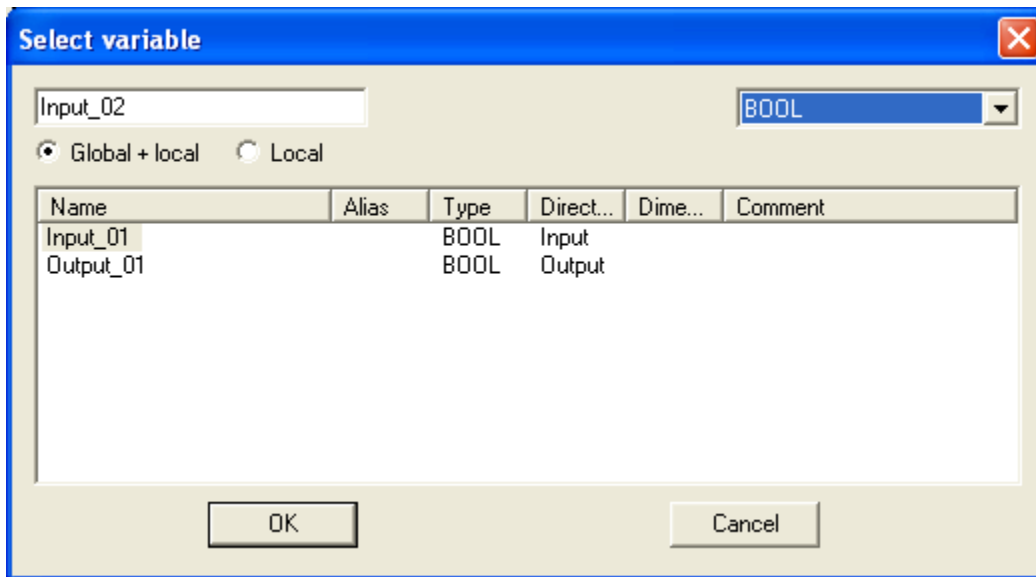 Select variable
Input_02 BOOL
Global + local Local
Name Alias Type Direct... Dime... Comment
Input_01 BOOL Input
Output_01 BOOL Output
OK Cancel